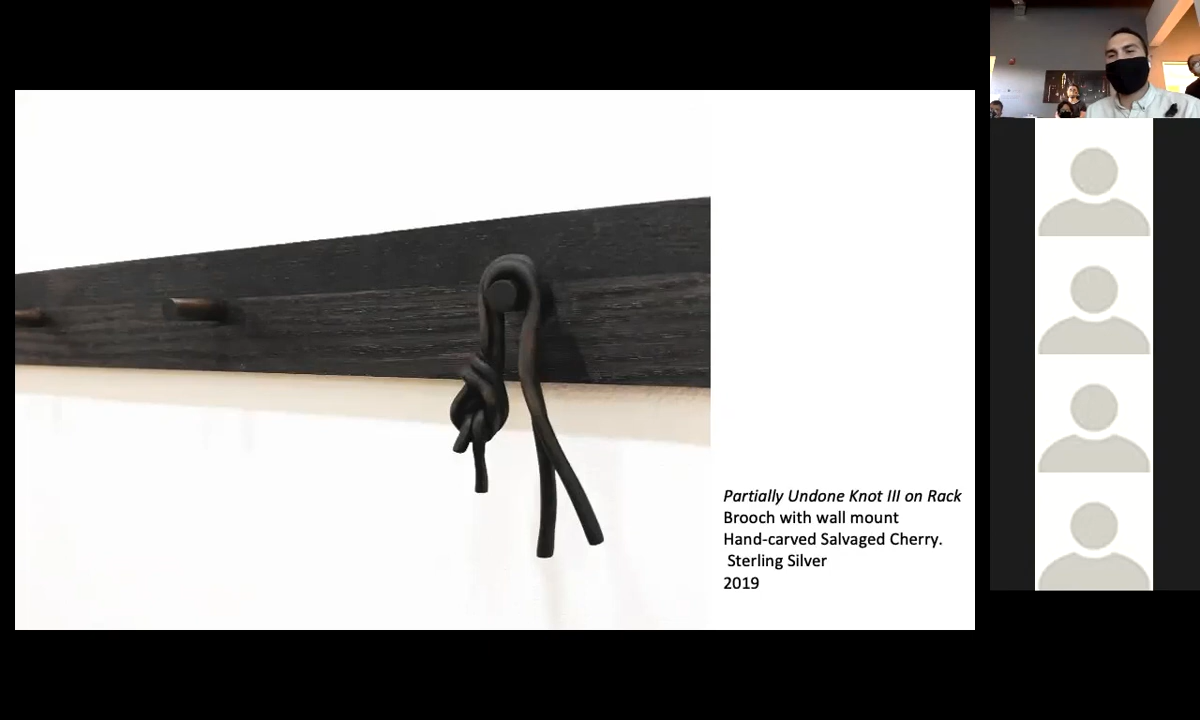 Partially Undone Knot III on Rack
Brooch with wall mount
Hand-carved Salvaged Cherry.
Sterling Silver
2019